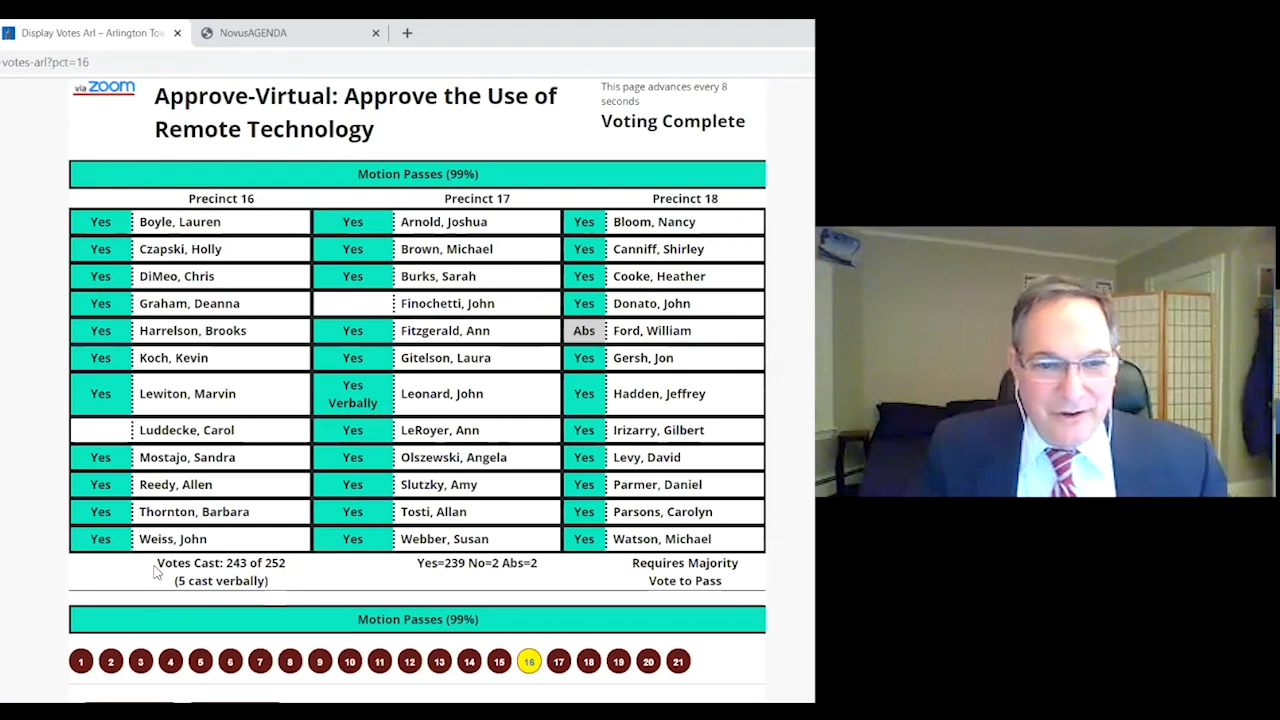 Display Votes Arl – Arlington Tow
NovusAGENDA
-votes-arl?pct=16
via zoom
Approve-Virtual: Approve the Use of
Remote Technology
This page advances every 8
seconds
Voting Complete
Motion Passes (99%)
Precinct 16 Precinct 17 Precinct 18
Yes Boyle, Lauren Yes Arnold, Joshua Yes Bloom, Nancy
Yes Czapski, Holly Yes Brown, Michael Yes Canniff, Shirley
Yes DiMeo, Chris Yes Burks, Sarah Yes Cooke, Heather
Yes Graham, Deanna Finochetti, John Yes Donato, John
Yes Harrelson, Brooks Yes Fitzgerald, Ann Abs Ford, William
Yes Koch, Kevin Yes Gitelson, Laura Yes Gersh, Jon
Yes Lewiton, Marvin Yes Verbally Leonard, John Yes Hadden, Jeffrey
Luddecke, Carol Yes LeRoyer, Ann Yes Irizarry, Gilbert
Yes Mostajo, Sandra Yes Olszewski, Angela Yes Levy, David
Yes Reedy, Allen Yes Slutzky, Amy Yes Parmer, Daniel
Yes Thornton, Barbara Yes Tosti, Allan Yes Parsons, Carolyn
Yes Weiss, John Yes Webber, Susan Yes Watson, Michael
Votes Cast: 243 of 252 Yes=239 No=2 Abs=2 Requires Majority
(5 cast verbally) Vote to Pass
Motion Passes (99%)
1 2 3 4 5 6 7 8 9 10 11 12 13 14 15 16 17 18 19 20 21